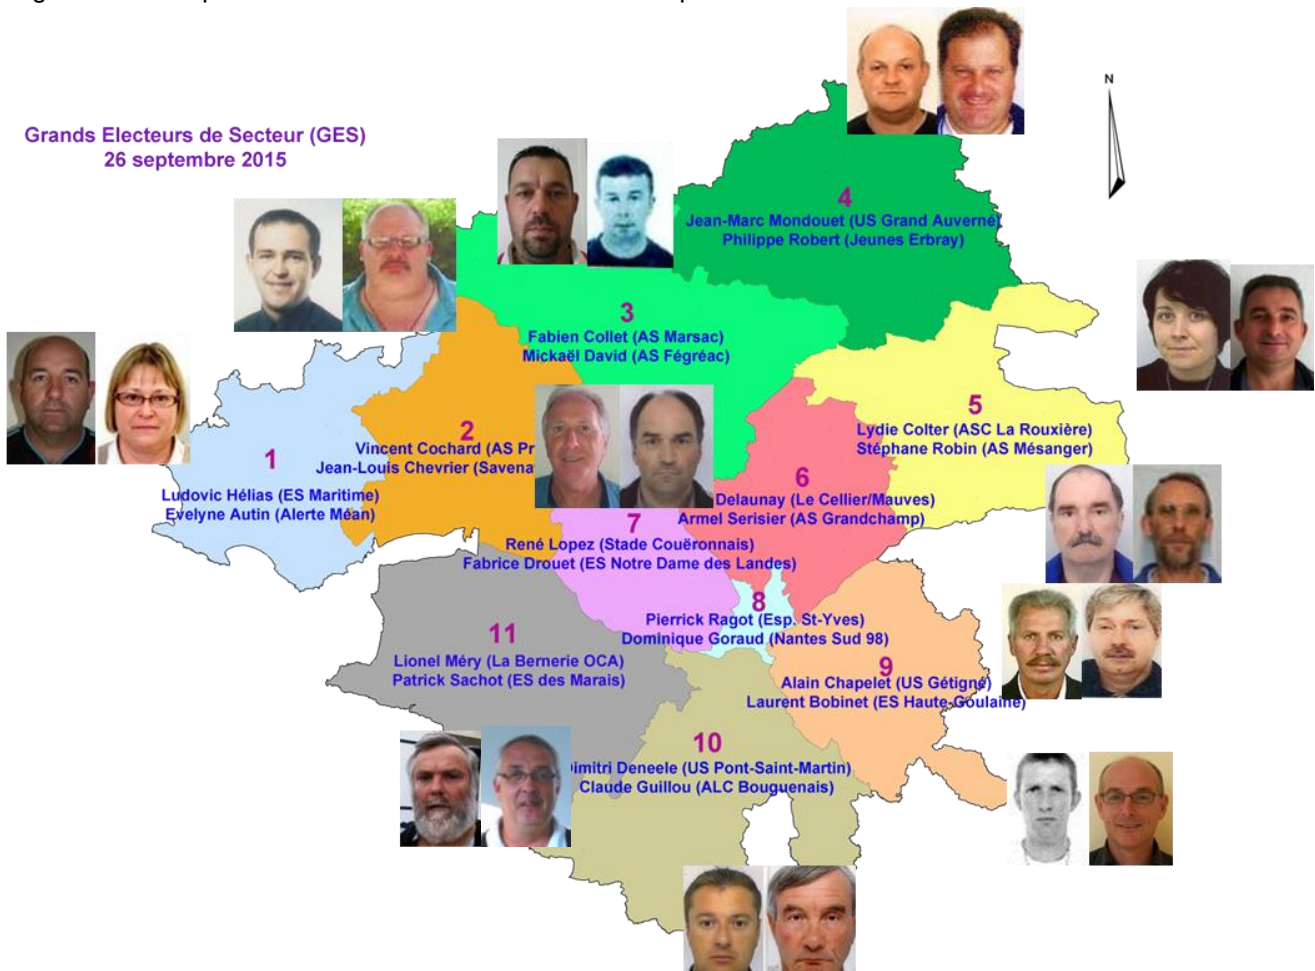 Grands Electeurs de Secteur (GES)
26 septembre 2015
N
4
Jean-Marc Mondouet (US Grand Auverné)
Philippe Robert (Jeunes Erbray)
3
Fabien Collet (AS Marsac)
Mickaël David (AS Fégréac)
5
Lydie Colter (ASC La Rouxière)
Stéphane Robin (AS Mésanger)
2
Vincent Cochard (AS Pr
Jean-Louis Chevrier (Savena
1
Ludovic Hélias (ES Maritime)
Evelyne Autin (Alerte Méan)
6
Delaunay (Le Cellier/Mauves)
Armel Serisier (AS Grandchamp)
7
René Lopez (Stade Couëronnais)
Fabrice Drouet (ES Notre Dame des Landes)
8
Pierrick Ragot (Esp. St-Yves)
Dominique Goraud (Nantes Sud 98)
11
Lionel Méry (La Bernerie OCA)
Patrick Sachot (ES des Marais)
9
Alain Chapelet (US Gétigné)
Laurent Bobinet (ES Haute-Goulaine)
10
Dimitri Deneele (US Pont-Saint-Martin)
Claude Guillou (ALC Bouguenais)